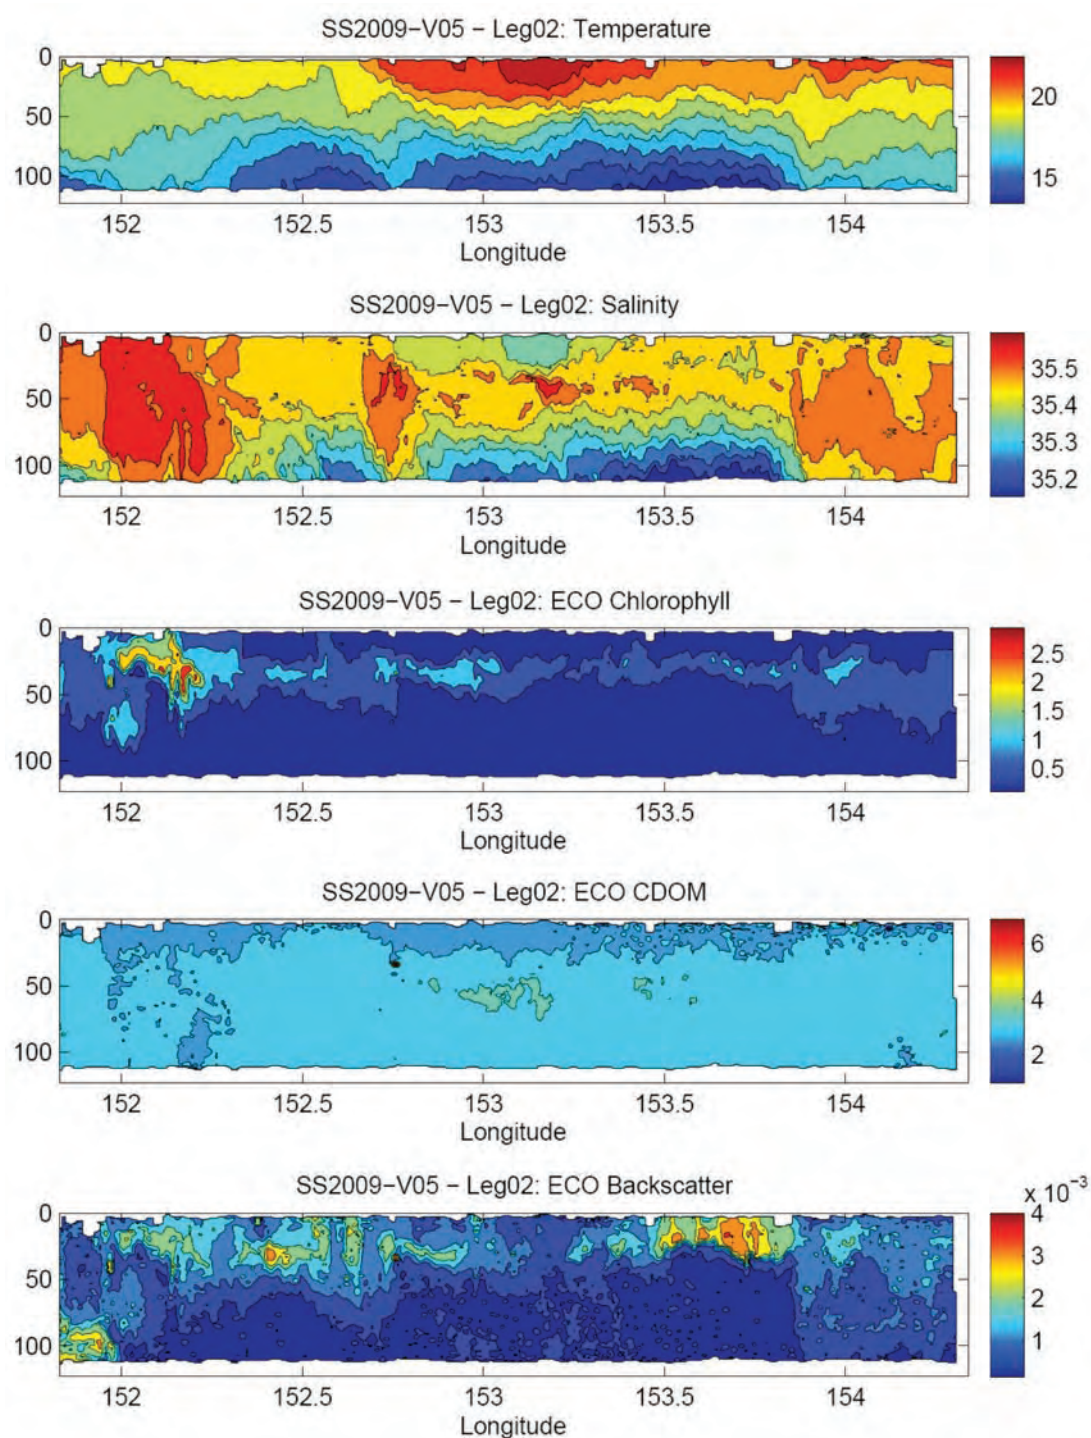 SS2009−V05 − Leg02: Temperature
0
50
100
152 152.5 153 153.5 154
Longitude
20
15
SS2009−V05 − Leg02: Salinity
0
50
100
152 152.5 153 153.5 154
Longitude
35.5
35.4
35.3
35.2
SS2009−V05 − Leg02: ECO Chlorophyll
0
50
100
152 152.5 153 153.5 154
Longitude
2.5
2
1.5
1
0.5
SS2009−V05 − Leg02: ECO CDOM
0
50
100
152 152.5 153 153.5 154
Longitude
6
4
2
SS2009−V05 − Leg02: ECO Backscatter
0
50
100
152 152.5 153 153.5 154
Longitude
x 10−3
4
3
2
1